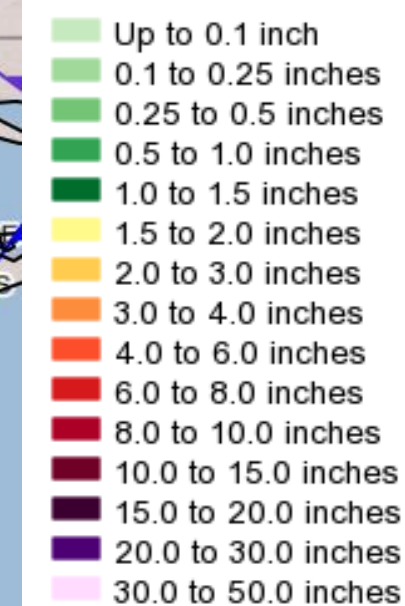 Up to 0.1 inch
0.1 to 0.25 inches
0.25 to 0.5 inches
0.5 to 1.0 inches
1.0 to 1.5 inches
1.5 to 2.0 inches
2.0 to 3.0 inches
3.0 to 4.0 inches
4.0 to 6.0 inches
6.0 to 8.0 inches
8.0 to 10.0 inches
10.0 to 15.0 inches
15.0 to 20.0 inches
20.0 to 30.0 inches
30.0 to 50.0 inches